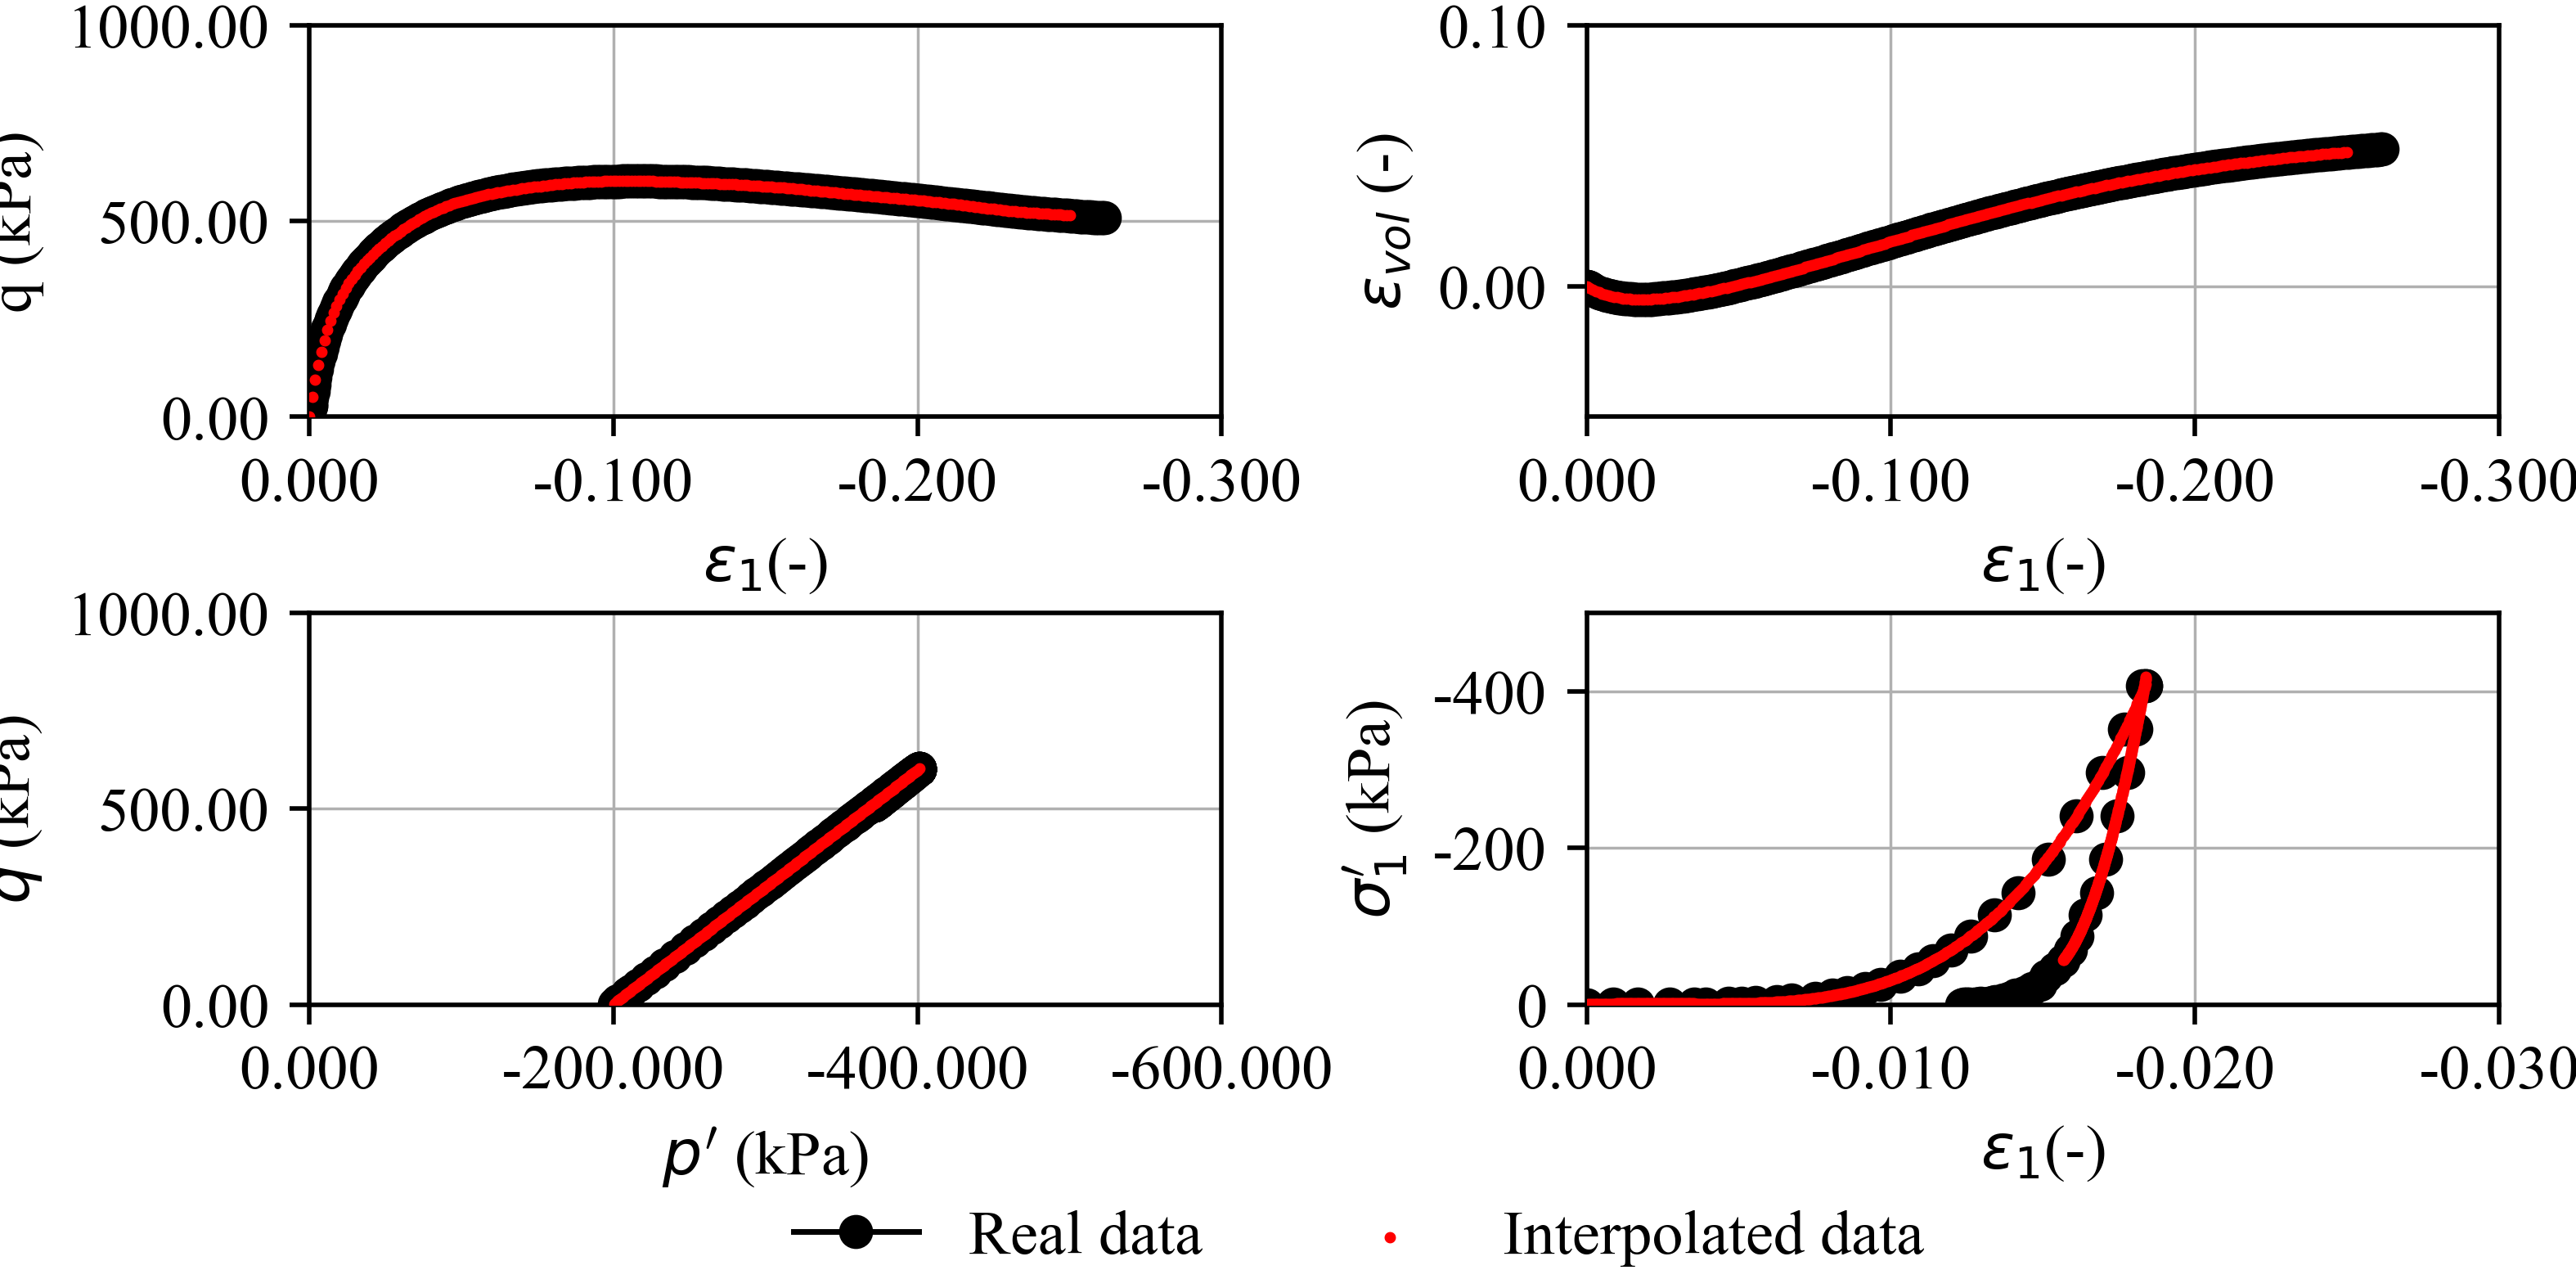 1000.00
500.00
0.00
q (kPa)
0.000 -0.100 -0.200 -0.300
ε1(-)
0.10
0.00
εvol (-)
0.000 -0.100 -0.200 -0.300
ε1(-)
1000.00
500.00
0.00
q (kPa)
0.000 -200.000 -400.000 -600.000
p′ (kPa)
-400
-200
0
σ′1 (kPa)
0.000 -0.010 -0.020 -0.030
ε1(-)
Real data Interpolated data